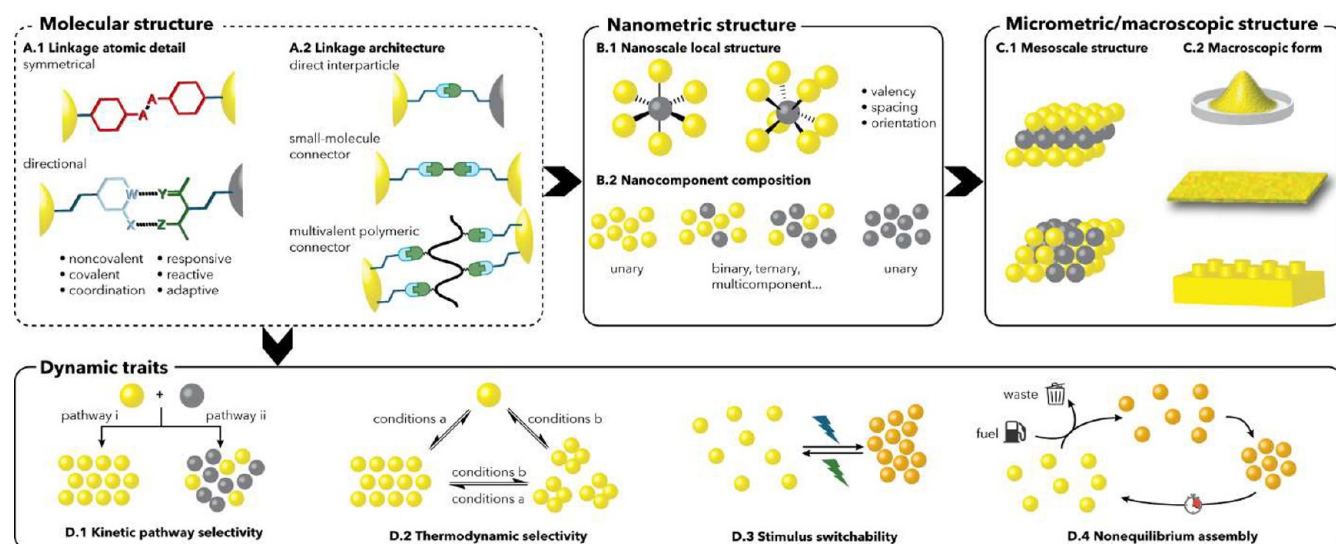 Molecular structure
A.1 Linkage atomic detail
symmetrical
A
A
directional
W
Y
X
Z
• noncovalent
• covalent
• coordination
• responsive
• reactive
• adaptive
A.2 Linkage architecture
direct interparticle
small-molecule
connector
multivalent polymeric
connector
Nanometric structure
B.1 Nanoscale local structure
• valency
• spacing
• orientation
B.2 Nanocomponent composition
unary
binary, ternary,
multicomponent...
unary
Micrometric/macroscopic structure
C.1 Mesoscale structure
C.2 Macroscopic form
Dynamic traits
+
pathway i
pathway ii
D.1 Kinetic pathway selectivity
conditions a
conditions b
conditions b
conditions a
D.2 Thermodynamic selectivity
D.3 Stimulus switchability
waste
fuel
D.4 Nonequilibrium assembly